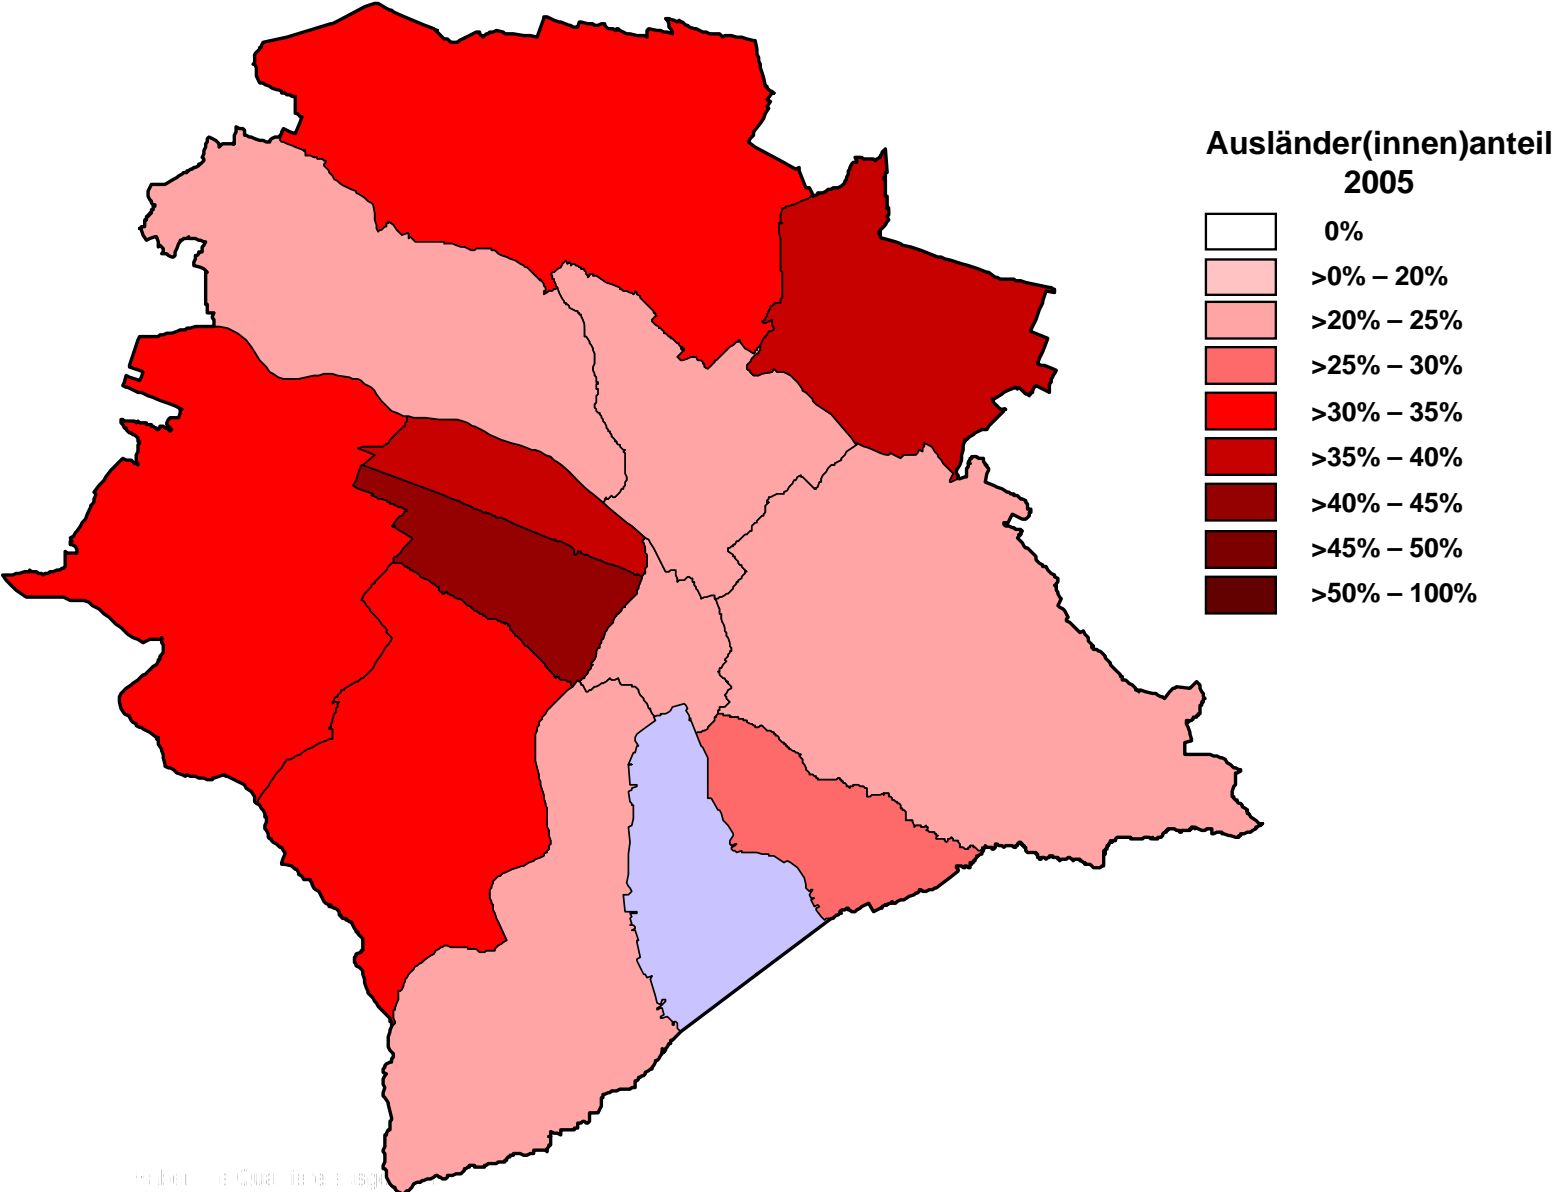 Ausländer(innen)anteil
2005
0%
>0% – 20%
>20% – 25%
>25% – 30%
>30% – 35%
>35% – 40%
>40% – 45%
>45% – 50%
>50% – 100%